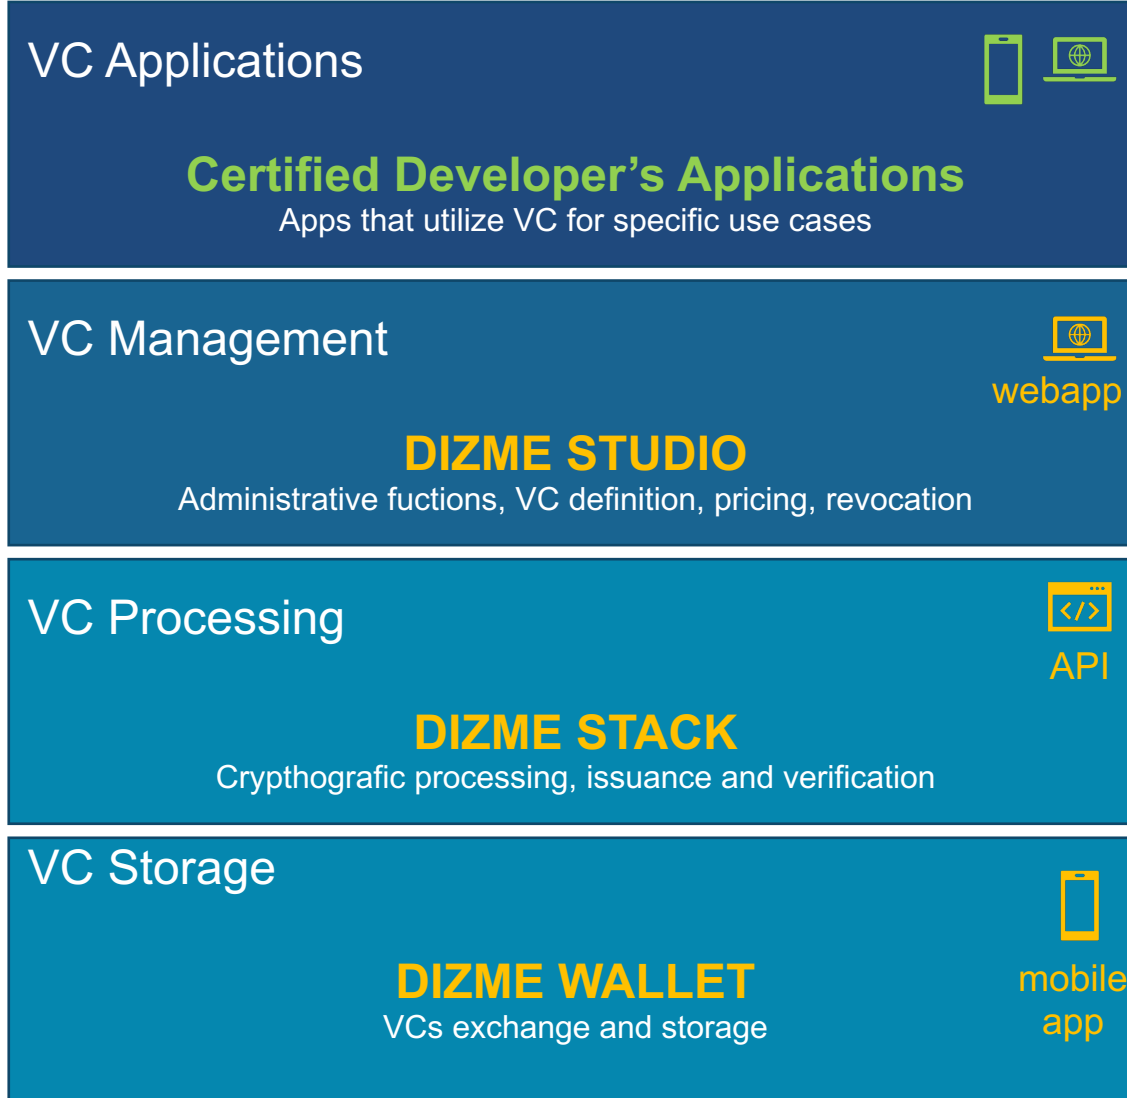 VC Applications
Certified Developer’s Applications
Apps that utilize VC for specific use cases
VC Management
webapp
DIZME STUDIO
Administrative fuctions, VC definition, pricing, revocation
VC Processing
</>
API
DIZME STACK
Crypthografic processing, issuance and verification
VC Storage
DIZME WALLET
VCs exchange and storage
mobile
app